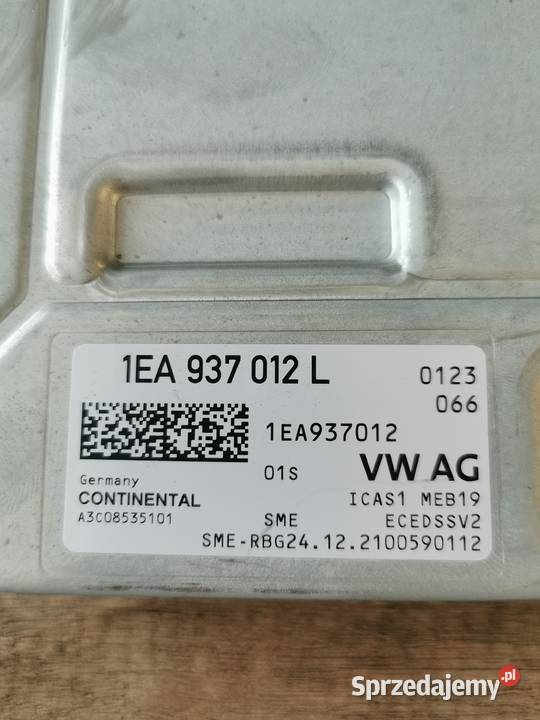 1EA 937 012 L
0123
066
1EA937012
01S
VW AG
Germany
CONTINENTAL
A3C08535101
ICAS1 MEB19
SME
ECEDSSV2
SME-RBG24.12.2100590112
Sprzedajemy.pl